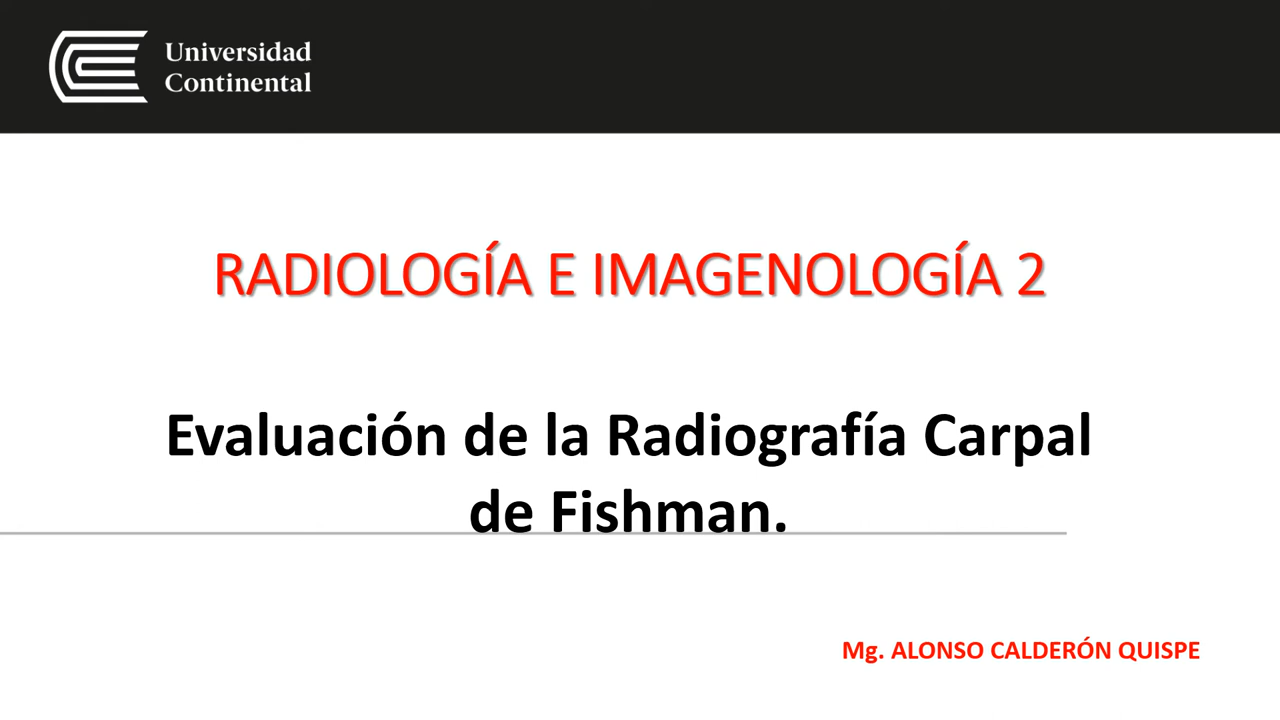 Universidad
Continental
RADIOLOGÍA E IMAGENOLOGÍA 2
Evaluación de la Radiografía Carpal
de Fishman.
Mg. ALONSO CALDERÓN QUISPE